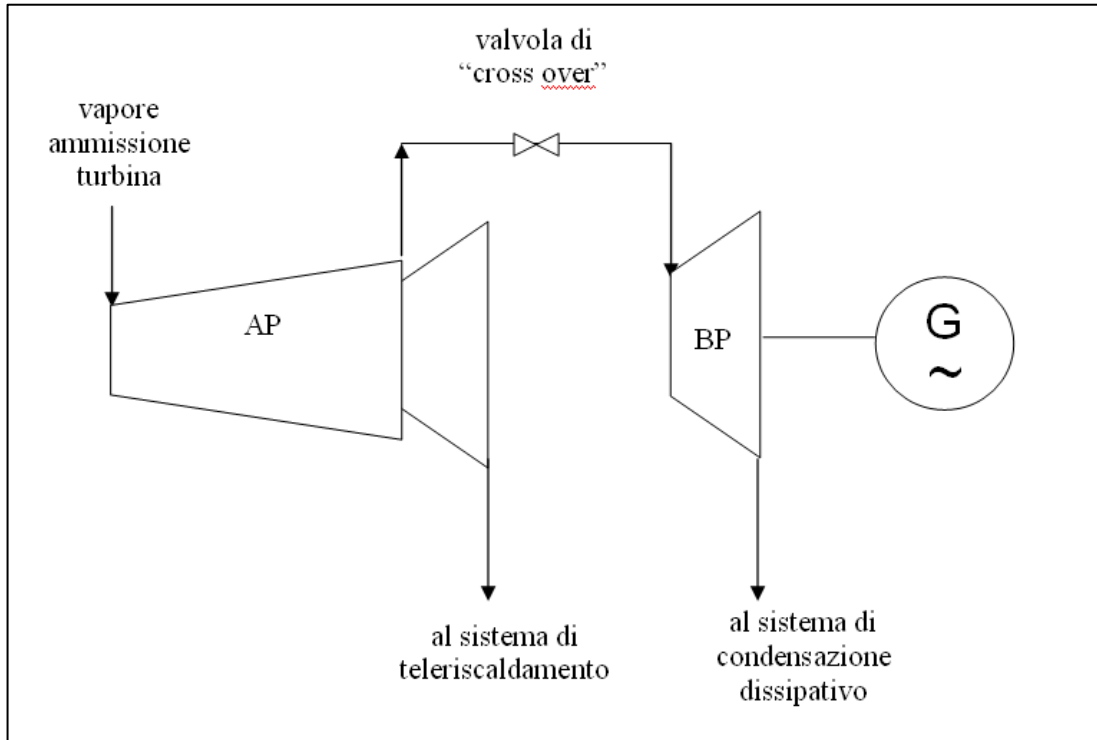 valvola di
“cross over”
vapore
ammissione
turbina
AP
BP
G
~
al sistema di
teleriscaldamento
al sistema di
condensazione
dissipativo